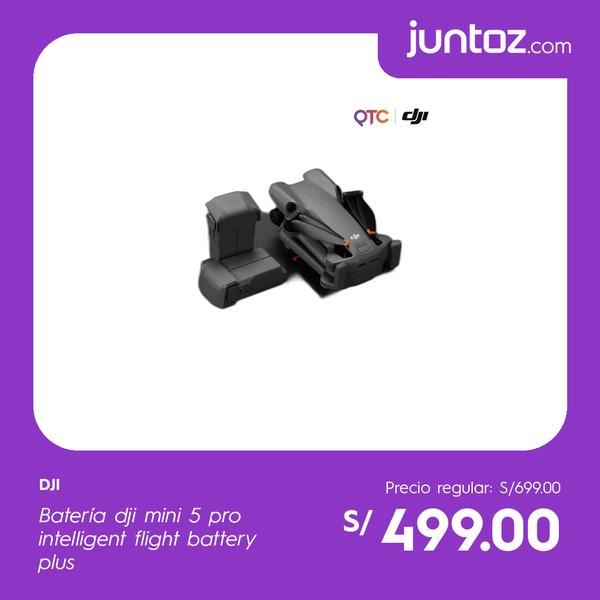 juntoz.com
QTC | dji
dji
DJI
Batería dji mini 5 pro
intelligent flight battery
plus
Precio regular: S/699.00
S/ 499.00